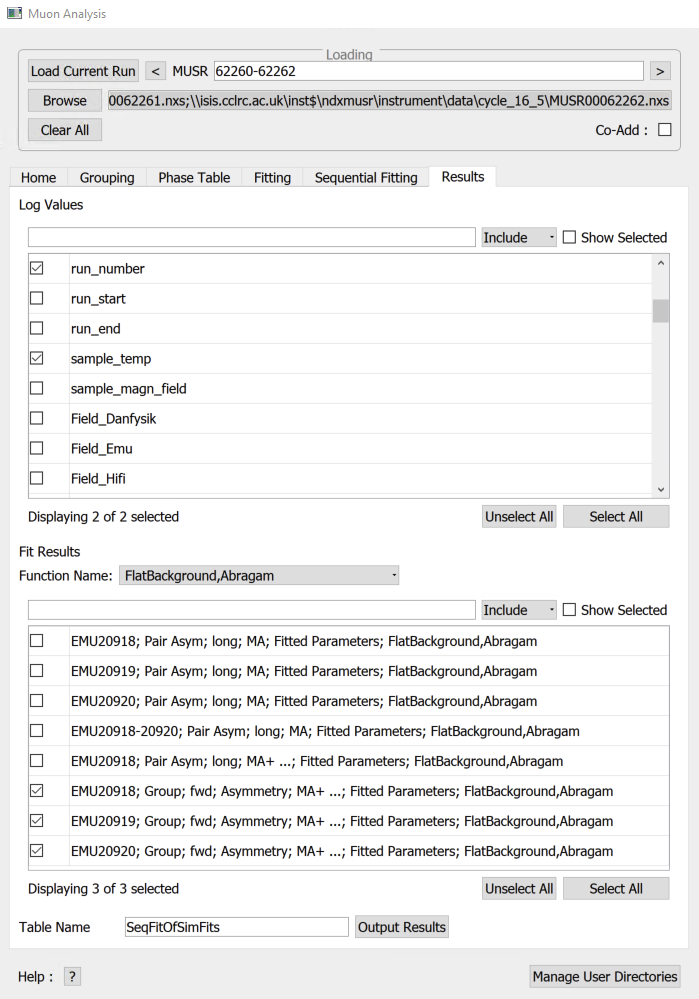 Muon Analysis
Loading
Load Current Run < MUSR 62260-62262 >
Browse 0062261.nxs;\\isis.cclrc.ac.uk\inst$\ndxmusr\instrument\data\cycle_16_5\MUSR00062262.nxs
Clear All Co-Add :
Home Grouping Phase Table Fitting Sequential Fitting Results
Log Values
Include Show Selected
run_number
run_start
run_end
sample_temp
sample_magn_field
Field_Danfysik
Field_Emu
Field_Hifi
Displaying 2 of 2 selected Unselect All Select All
Fit Results
Function Name: FlatBackground,Abragam
Include Show Selected
EMU20918; Pair Asym; long; MA; Fitted Parameters; FlatBackground,Abragam
EMU20919; Pair Asym; long; MA; Fitted Parameters; FlatBackground,Abragam
EMU20920; Pair Asym; long; MA; Fitted Parameters; FlatBackground,Abragam
EMU20918-20920; Pair Asym; long; MA; Fitted Parameters; FlatBackground,Abragam
EMU20918; Pair Asym; long; MA+ ...; Fitted Parameters; FlatBackground,Abragam
EMU20918; Group; fwd; Asymmetry; MA+ ...; Fitted Parameters; FlatBackground,Abragam
EMU20919; Group; fwd; Asymmetry; MA+ ...; Fitted Parameters; FlatBackground,Abragam
EMU20920; Group; fwd; Asymmetry; MA+ ...; Fitted Parameters; FlatBackground,Abragam
Displaying 3 of 3 selected Unselect All Select All
Table Name SeqFitOfSimFits Output Results
Help : ? Manage User Directories